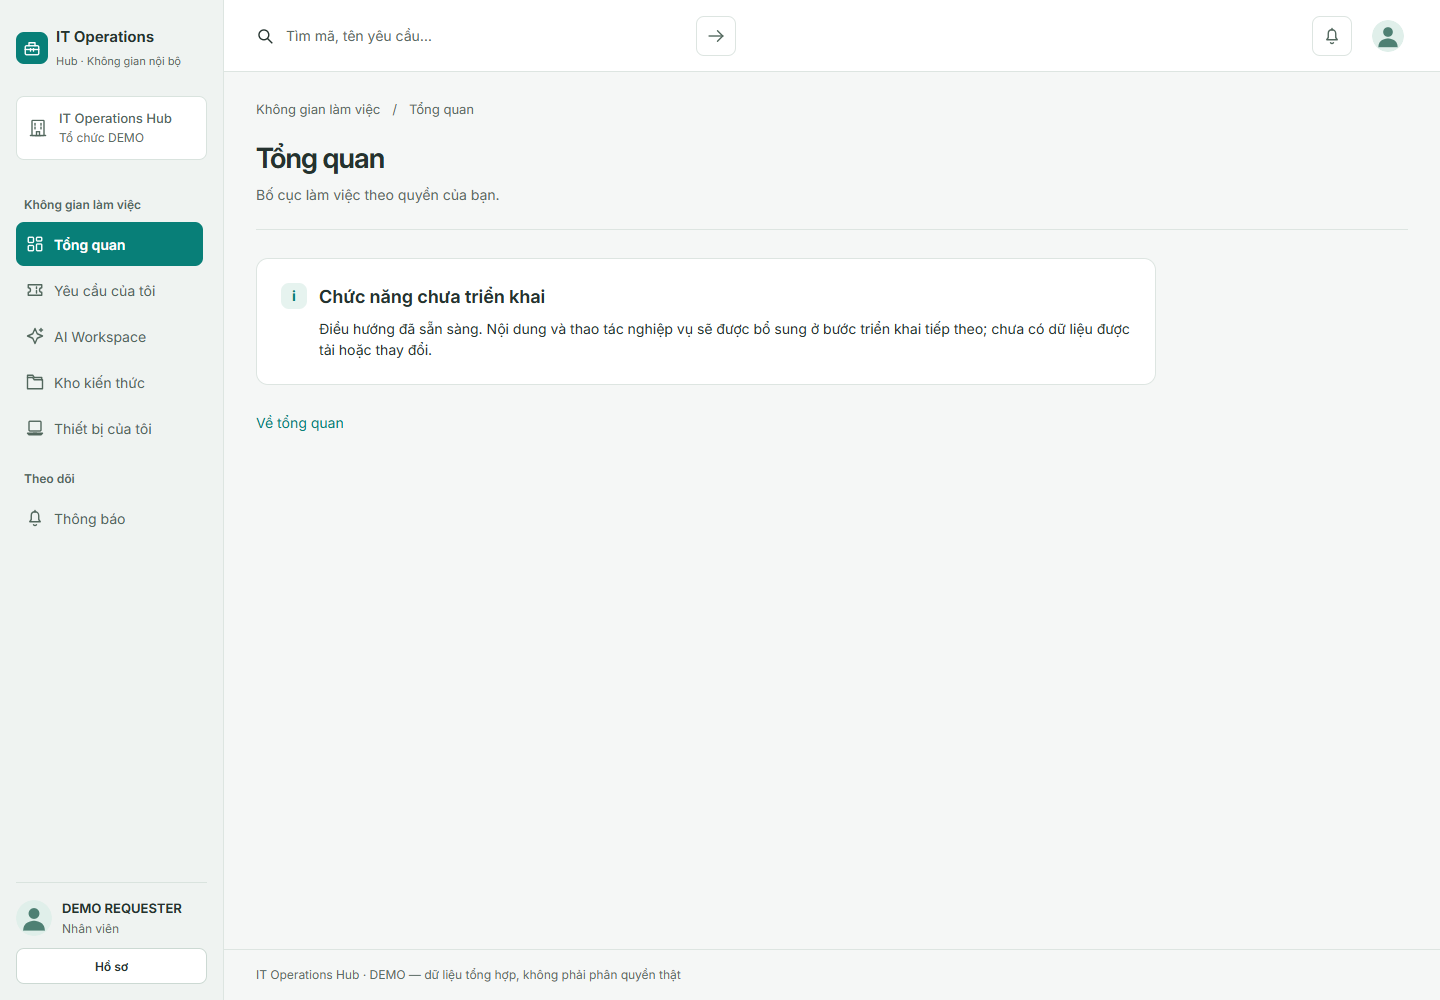 IT Operations
Hub · Không gian nội bộ
IT Operations Hub
Tổ chức DEMO
Không gian làm việc
Tổng quan
Yêu cầu của tôi
AI Workspace
Kho kiến thức
Thiết bị của tôi
Theo dõi
Thông báo
DEMO REQUESTER
Nhân viên
Hồ sơ
Tìm mã, tên yêu cầu...
Không gian làm việc / Tổng quan
Tổng quan
Bố cục làm việc theo quyền của bạn.
i Chức năng chưa triển khai
Điều hướng đã sẵn sàng. Nội dung và thao tác nghiệp vụ sẽ được bổ sung ở bước triển khai tiếp theo; chưa có dữ liệu được
tải hoặc thay đổi.
Về tổng quan
IT Operations Hub · DEMO — dữ liệu tổng hợp, không phải phân quyền thật